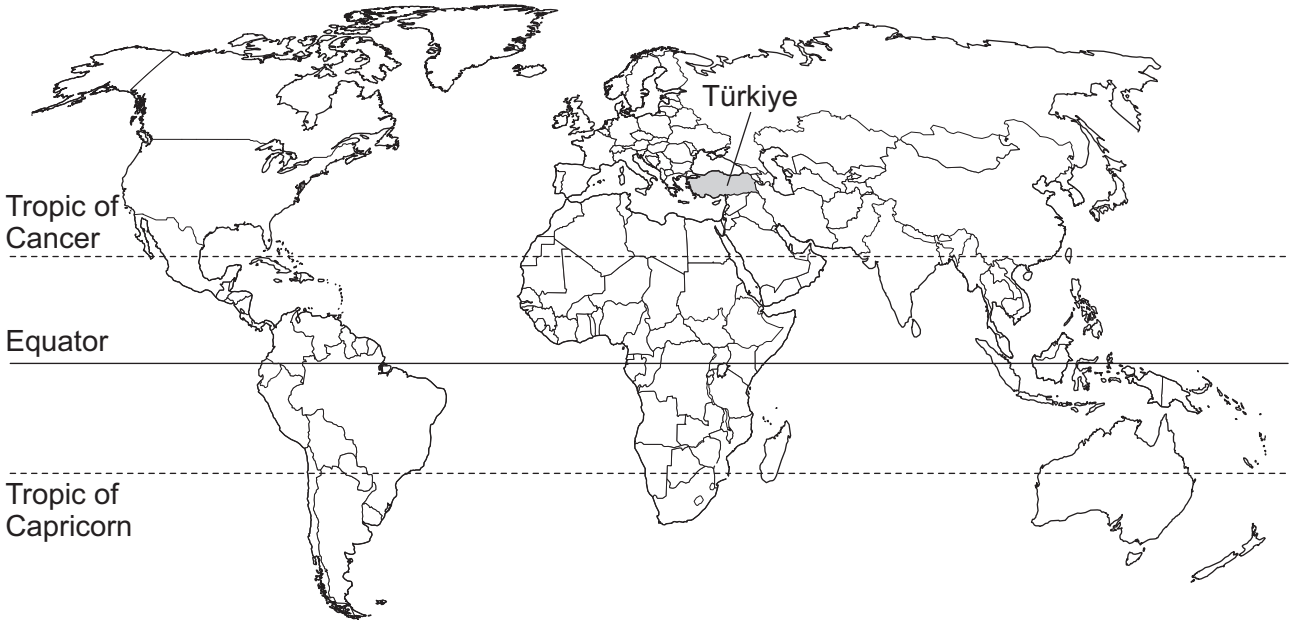 Türkiye
Tropic of
Cancer
Equator
Tropic of
Capricorn